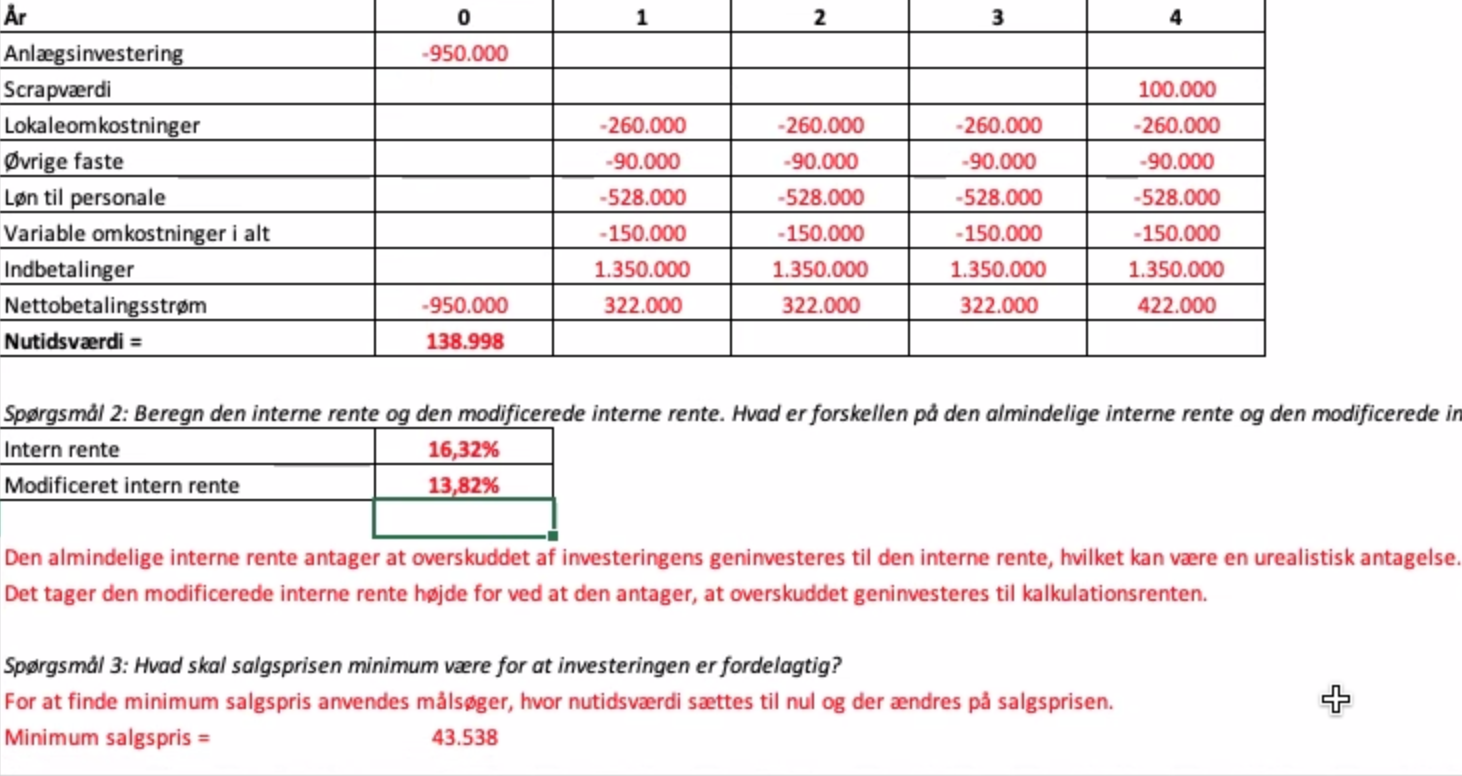 År 0 1 2 3 4
Anlægsinvestering -950.000
Scrapværdi 100.000
Lokaleomkostninger -260.000 -260.000 -260.000 -260.000
Øvrige faste -90.000 -90.000 -90.000 -90.000
Løn til personale -528.000 -528.000 -528.000 -528.000
Variable omkostninger i alt -150.000 -150.000 -150.000 -150.000
Indbetalinger 1.350.000 1.350.000 1.350.000 1.350.000
Nettobetalingsstrøm -950.000 322.000 322.000 322.000 422.000
Nutidsværdi = 138.998
Spørgsmål 2: Beregn den interne rente og den modificerede interne rente. Hvad er forskellen på den almindelige interne rente og den modificerede in
Intern rente 16,32%
Modificeret intern rente 13,82%
Den almindelige interne rente antager at overskuddet af investeringens geninvesteres til den interne rente, hvilket kan være en urealistisk antagelse.
Det tager den modificerede interne rente højde for ved at den antager, at overskuddet geninvesteres til kalkulationsrenten.
Spørgsmål 3: Hvad skal salgsprisen minimum være for at investeringen er fordelagtig?
For at finde minimum salgspris anvendes målsøger, hvor nutidsværdi sættes til nul og der ændres på salgsprisen.
Minimum salgspris = 43.538